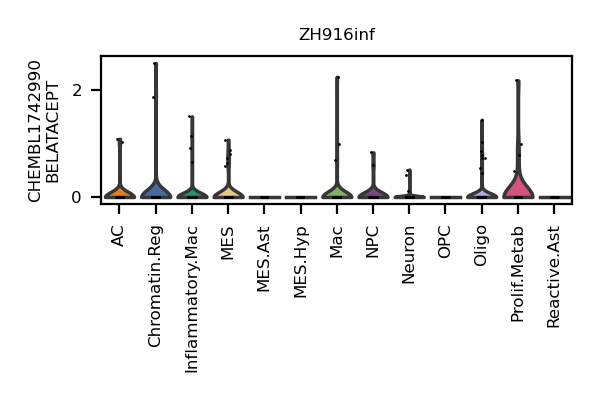 ZH916inf
CHEMBL1742990
BELATACEPT
2
0
AC
Chromatin.Reg
Inflammatory.Mac
MES
MES.Ast
MES.Hyp
Mac
NPC
Neuron
OPC
Oligo
Prolif.Metab
Reactive.Ast